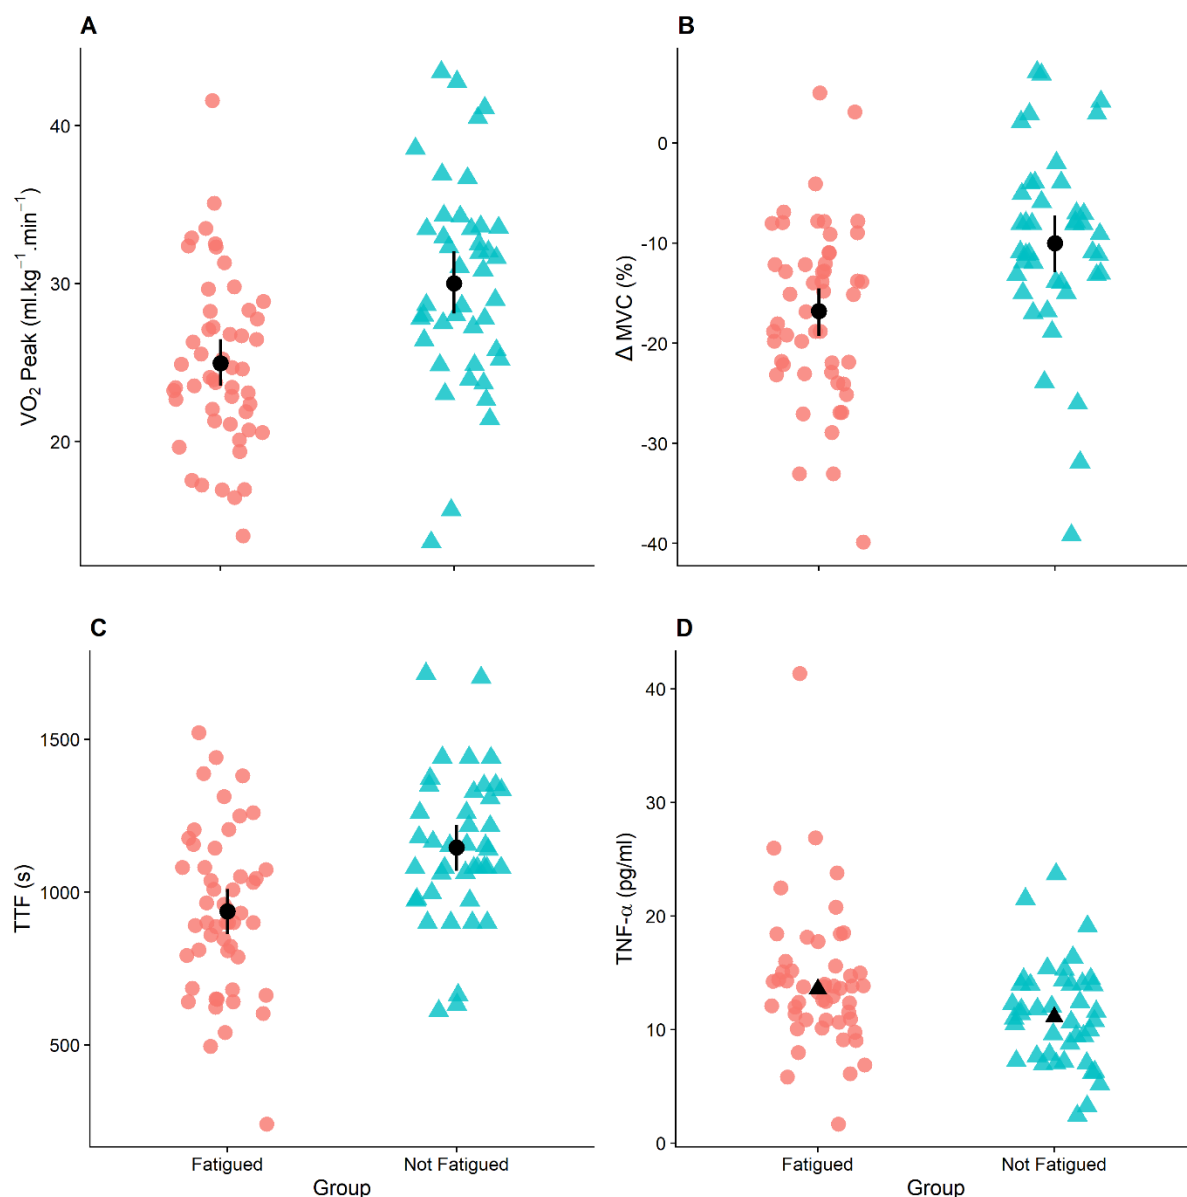 A
VO₂ Peak (ml.kg⁻¹.min⁻¹)
40
30
20
B
Δ MVC (%)
0
-10
-20
-30
-40
C
TTF (s)
1500
1000
500
Fatigued
Not Fatigued
Group
D
TNF-α (pg/ml)
40
30
20
10
0
Fatigued
Not Fatigued
Group